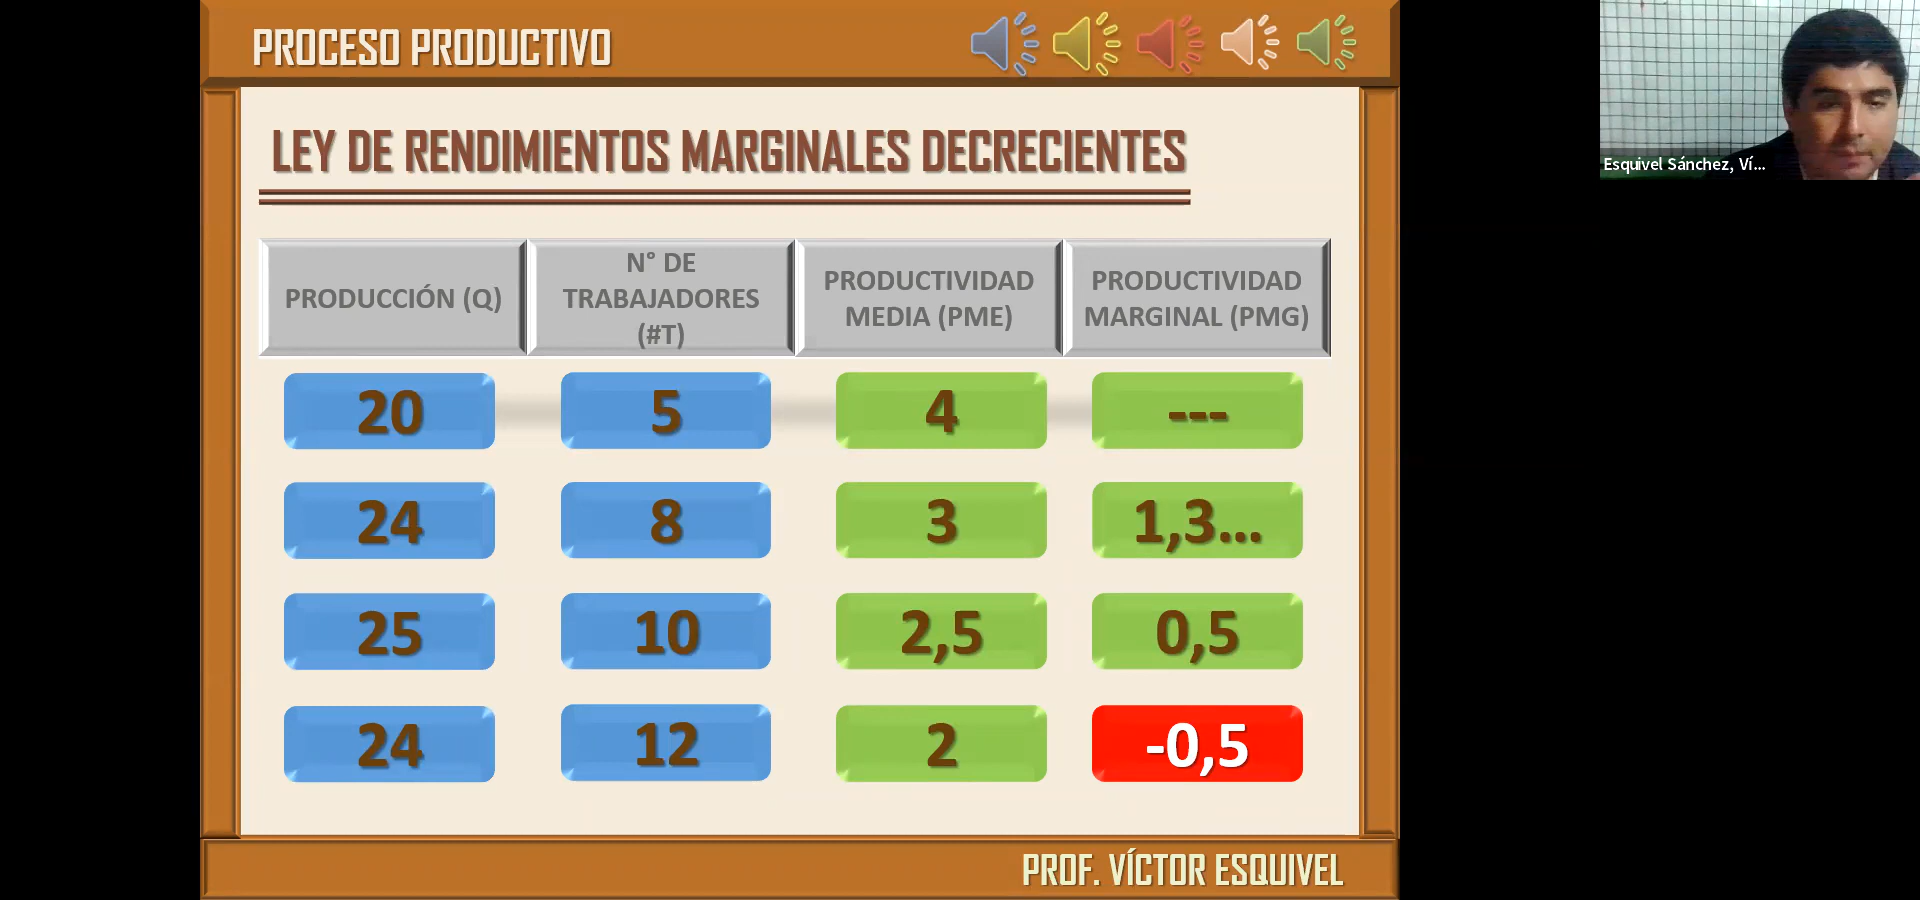 PROCESO PRODUCTIVO
LEY DE RENDIMIENTOS MARGINALES DECRECIENTES
PRODUCCIÓN (Q)
N° DE
TRABAJADORES
(#T)
PRODUCTIVIDAD
MEDIA (PME)
PRODUCTIVIDAD
MARGINAL (PMG)
20 5 4 ---
24 8 3 1,3...
25 10 2,5 0,5
24 12 2 -0,5
PROF. VÍCTOR ESQUIVEL
Esquivel Sánchez, Ví...